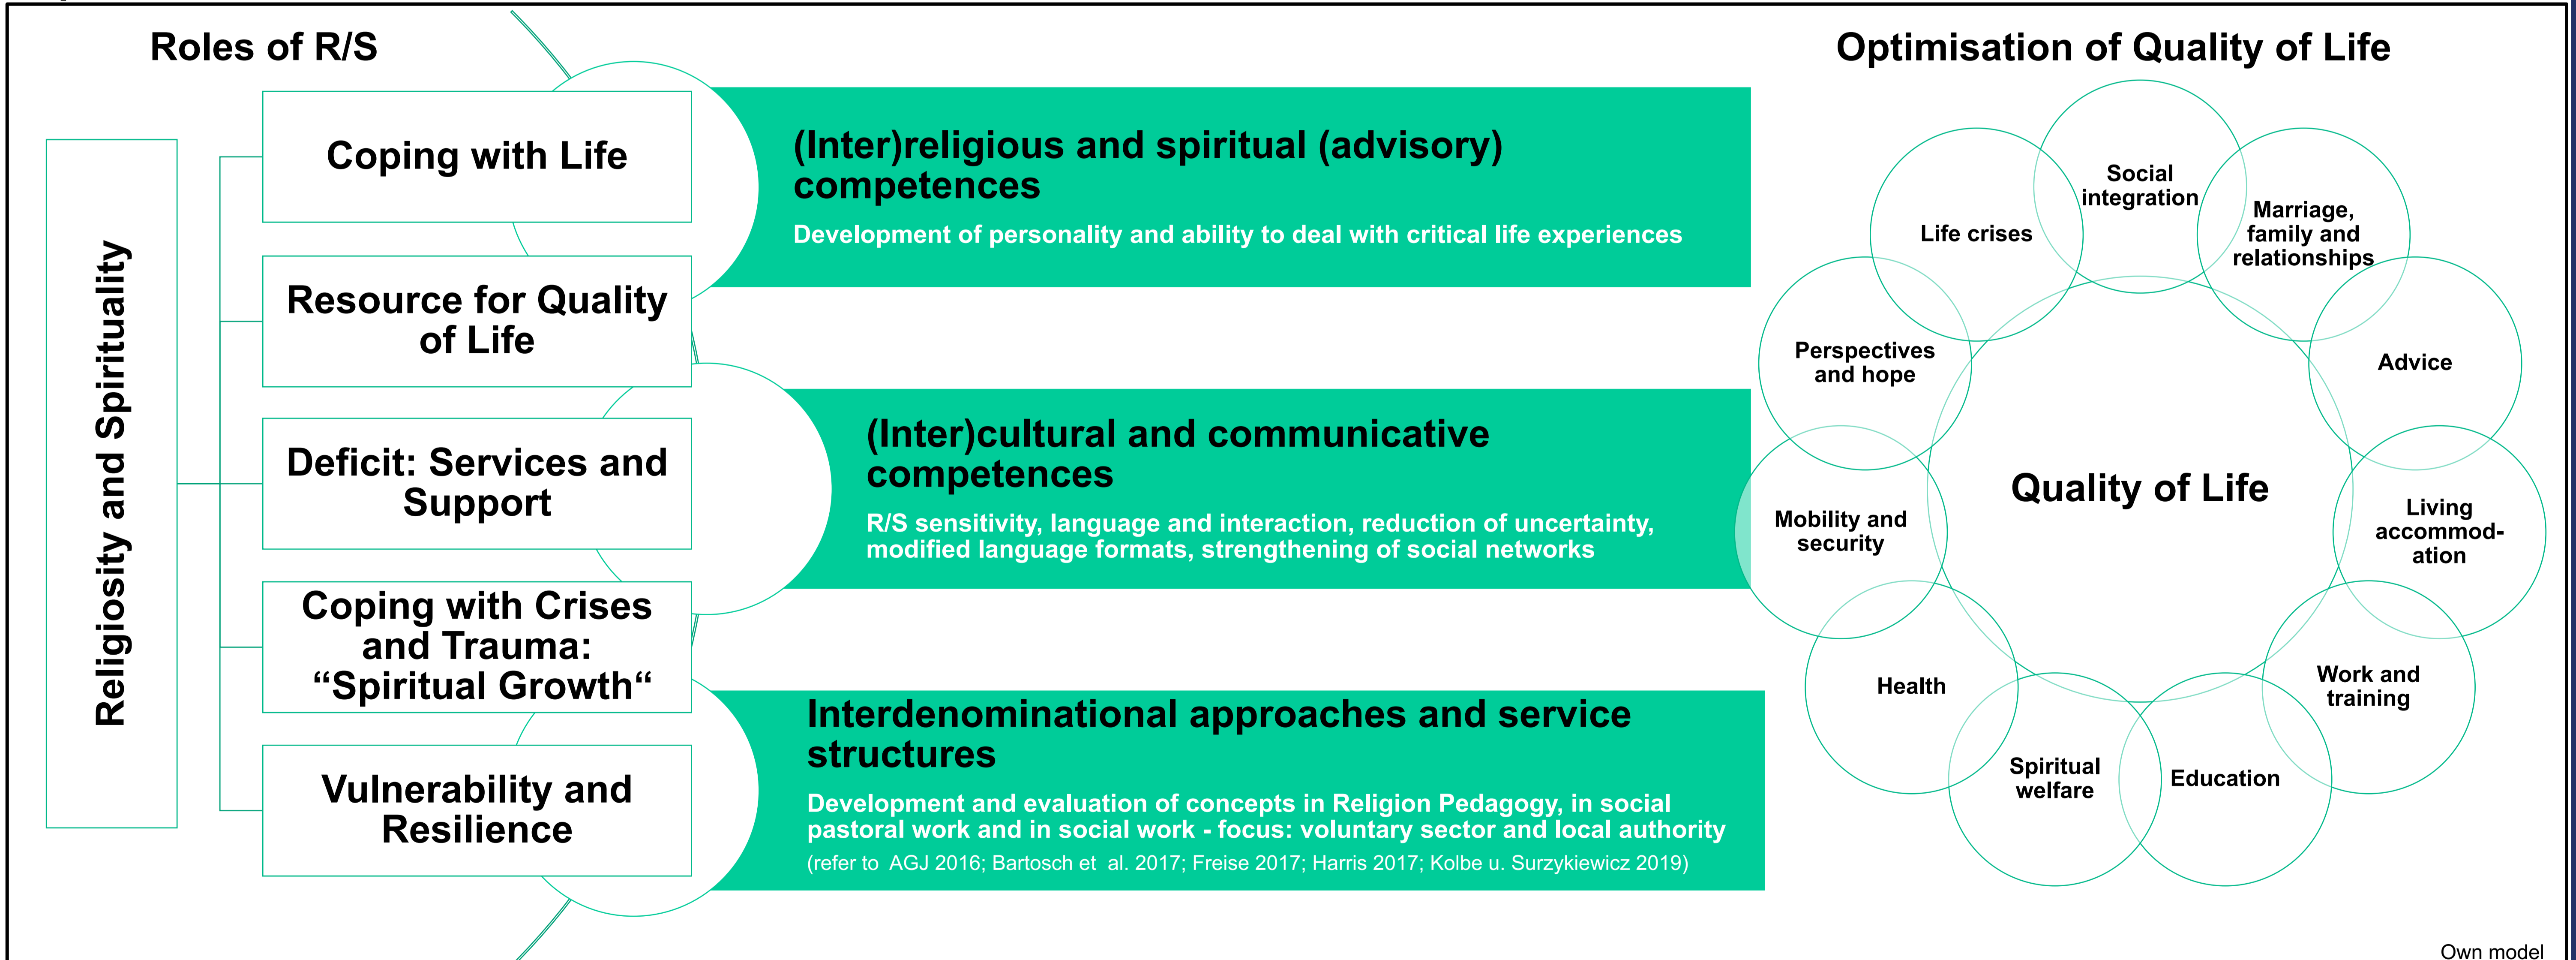 Roles of R/S
Religiosity and Spirituality
Coping with Life
Resource for Quality
of Life
Deficit: Services and
Support
Coping with Crises
and Trauma:
“Spiritual Growth“
Vulnerability and
Resilience
(Inter)religious and spiritual (advisory)
competences
Development of personality and ability to deal with critical life experiences
(Inter)cultural and communicative
competences
R/S sensitivity, language and interaction, reduction of uncertainty,
modified language formats, strengthening of social networks
Interdenominational approaches and service
structures
Development and evaluation of concepts in Religion Pedagogy, in social
pastoral work and in social work - focus: voluntary sector and local authority
(refer to AGJ 2016; Bartosch et al. 2017; Freise 2017; Harris 2017; Kolbe u. Surzykiewicz 2019)
Optimisation of Quality of Life
Quality of Life
Social
integration
Marriage,
family and
relationships
Advice
Living
accommod-
ation
Work and
training
Education
Spiritual
welfare
Health
Mobility and
security
Perspectives
and hope
Life crises
Own model